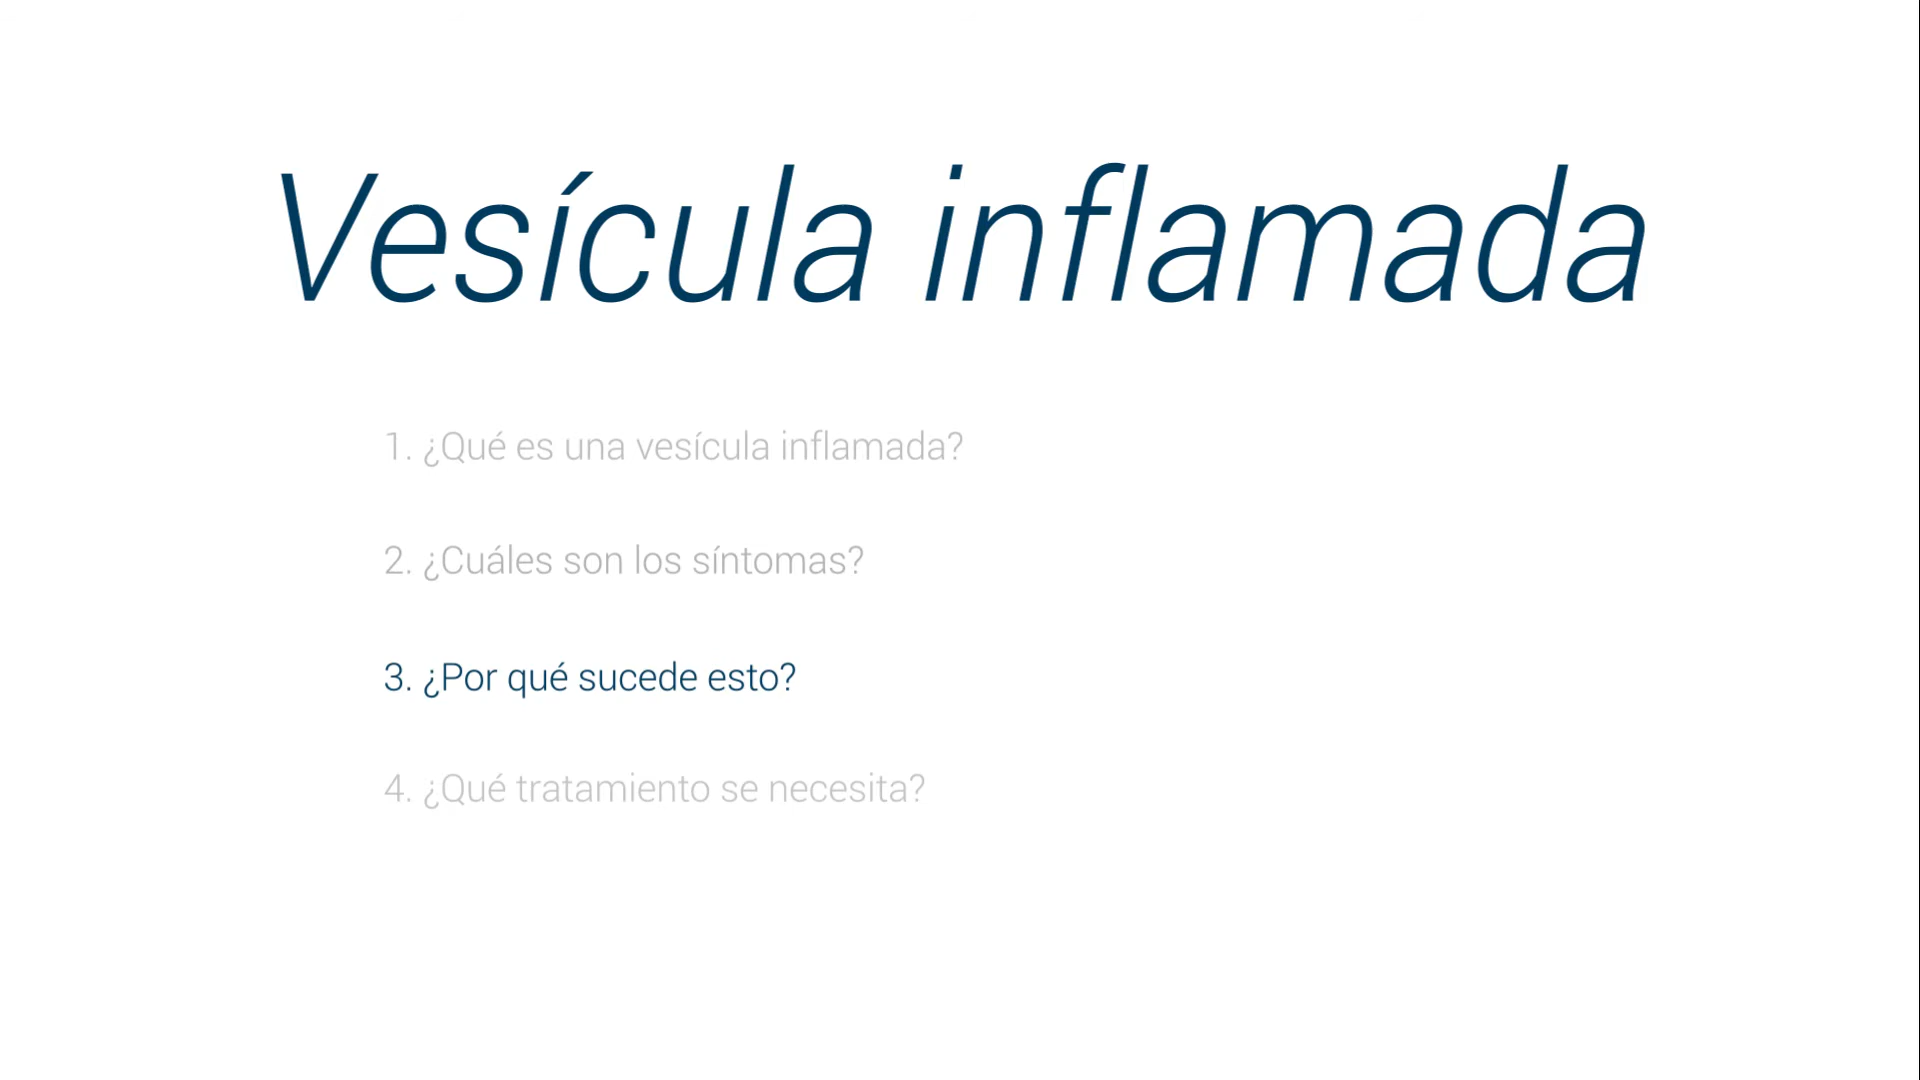 Vesícula inflamada
1. ¿Qué es una vesícula inflamada?
2. ¿Cuáles son los síntomas?
3. ¿Por qué sucede esto?
4. ¿Qué tratamiento se necesita?